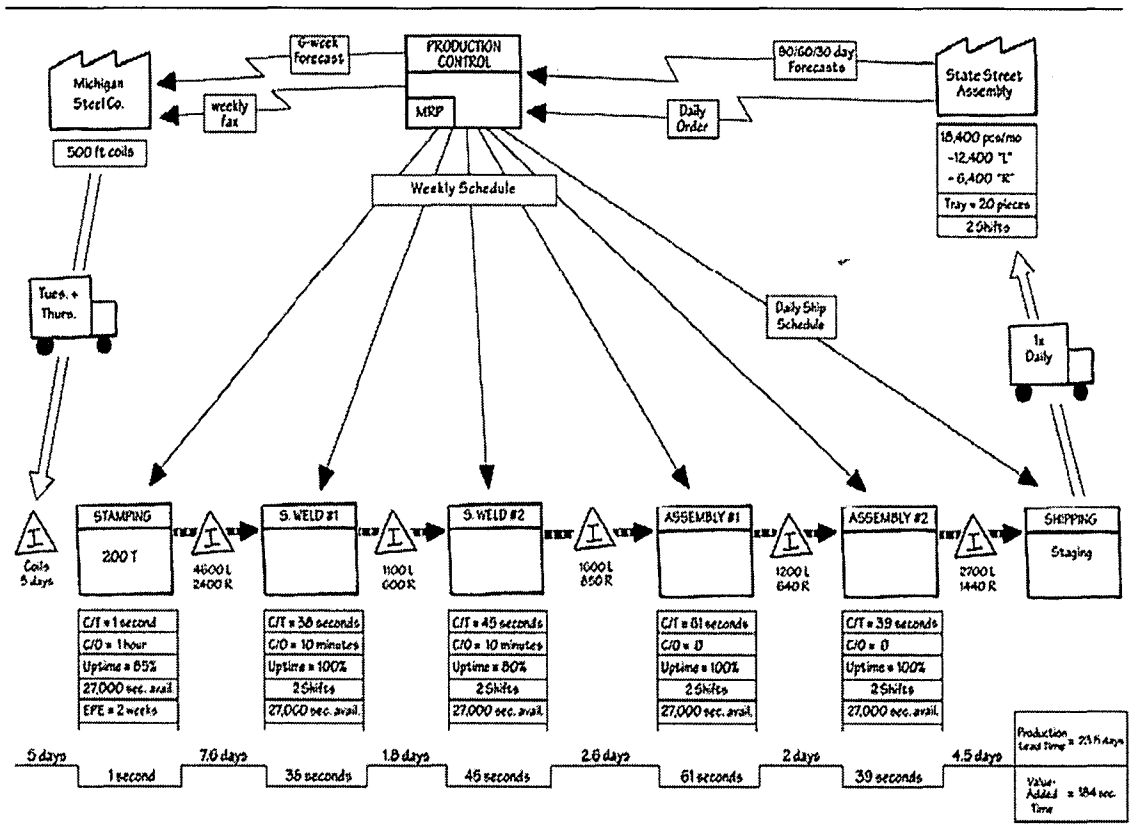 6-week
Forecast
PRODUCTION
CONTROL
90/60/30 day
Forecasts
Michigan
Steel Co.
State Street
Assembly
weekly
fax
MRP
Daily
Order
500 ft coils
18,400 pcs/mo
-12,400 "L"
- 6,400 "R"
Tray = 20 pieces
2 Shifts
Weekly Schedule
Tues. +
Thurs.
Daily Ship
Schedule
1x
Daily
I
Coils
5 days
STAMPING
200 T
I
4600 L
2400 R
S. WELD #1
I
1100 L
600 R
S. WELD #2
I
1600 L
850 R
ASSEMBLY #1
I
1200 L
640 R
ASSEMBLY #2
I
2700 L
1440 R
SHIPPING
Staging
C/T = 1 second
C/O = 1 hour
Uptime = 85%
27,000 sec. avail.
EPE = 2 weeks
C/T = 38 seconds
C/O = 10 minutes
Uptime = 100%
2 Shifts
27,000 sec. avail.
C/T = 45 seconds
C/O = 10 minutes
Uptime = 80%
2 Shifts
27,000 sec. avail.
C/T = 61 seconds
C/O = 0
Uptime = 100%
2 Shifts
27,000 sec. avail.
C/T = 39 seconds
C/O = 0
Uptime = 100%
2 Shifts
27,000 sec. avail.
5 days
1 second
7.6 days
38 seconds
1.8 days
45 seconds
2.6 days
61 seconds
2 days
39 seconds
4.5 days
Production
Lead Time = days
Value-
Added = 184 sec.
Time